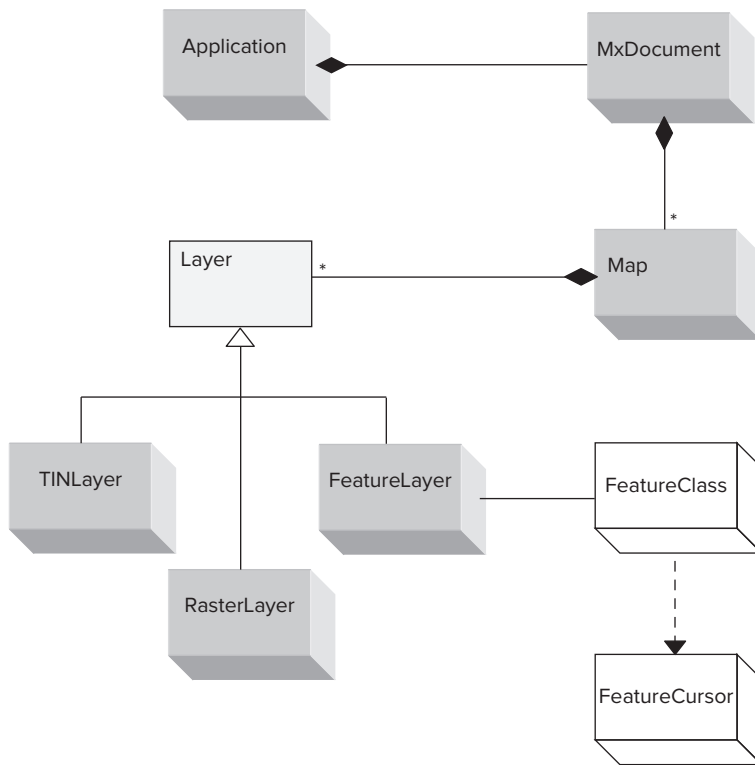 Application
MxDocument
*
Layer
*
Map
TINLayer
FeatureLayer
FeatureClass
RasterLayer
FeatureCursor